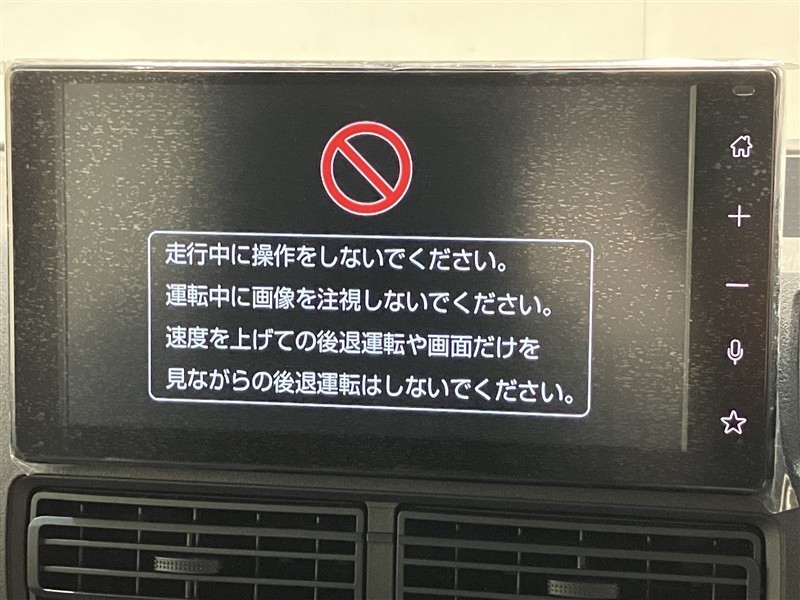 走行中に操作をしないでください。
運転中に画像を注視しないでください。
速度を上げての後退運転や画面だけを
見ながらの後退運転はしないでください。